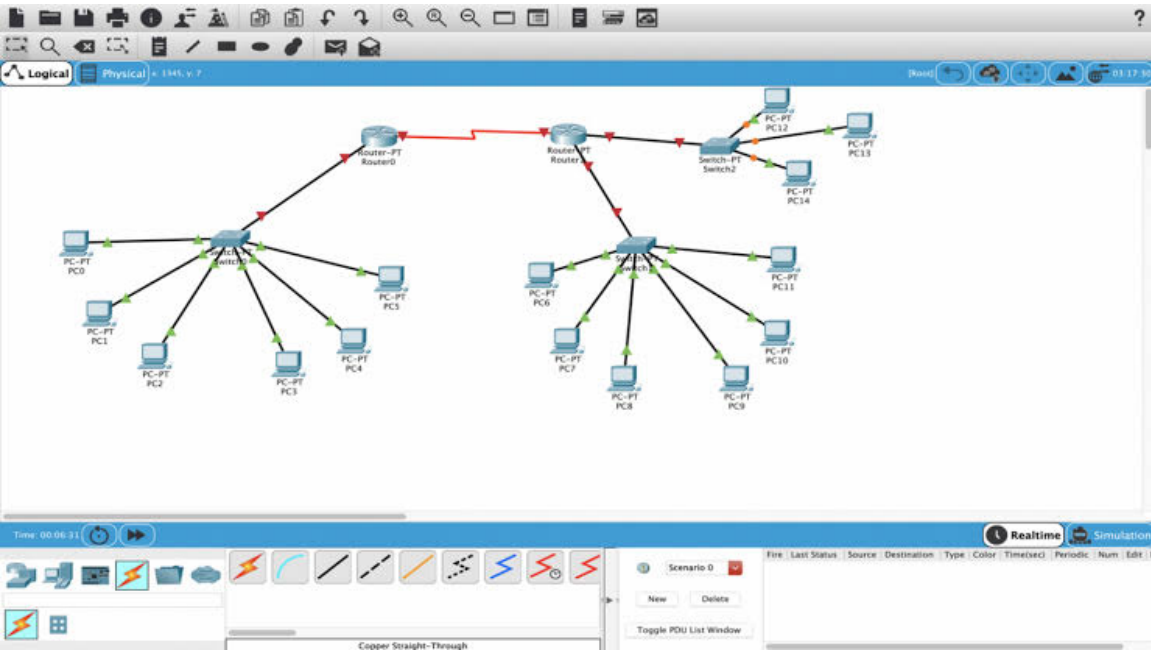 ?
Logical
Physical
x: 1345, y: 7
[Root]
03:17:30
PC-PT
PC12
PC-PT
PC13
Router-PT
Router0
Router-PT
Switch-PT
Switch2
PC-PT
PC14
PC-PT
PC0
PC-PT
PC5
PC-PT
PC6
PC-PT
PC11
PC-PT
PC1
PC-PT
PC2
PC-PT
PC3
PC-PT
PC4
PC-PT
PC7
PC-PT
PC8
PC-PT
PC9
PC-PT
PC10
Time: 00:06:31
Realtime
Simulation
Scenario 0
New
Delete
Toggle PDU List Window
Fire Last Status Source Destination Type Color Time(sec) Periodic Num Edit
Copper Straight-Through